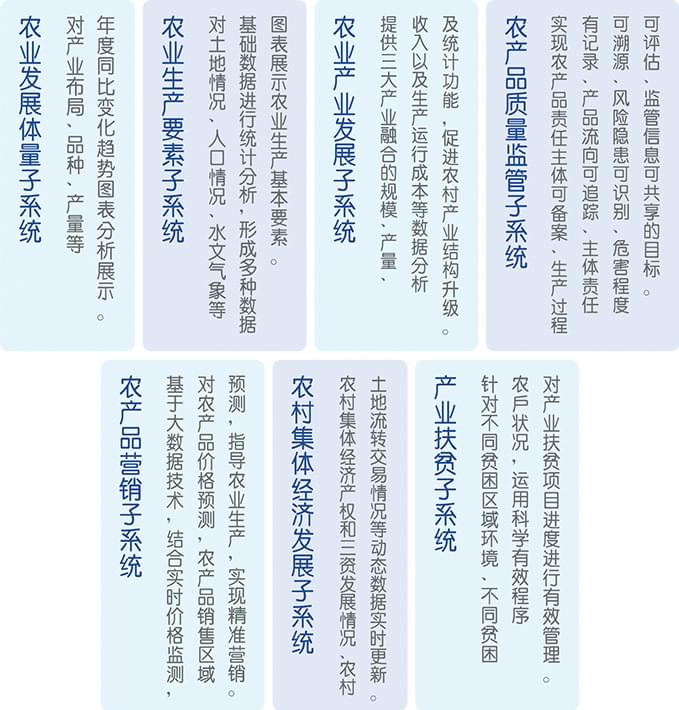 农业发展体量子系统
对产业布局、品种、产量等
年度同比变化趋势图表分析展示。
农业生产要素子系统
对土地情况、人口情况、水文气象等
基础数据进行统计分析，形成多种数据
图表展示农业生产基本要素。
农业产业发展子系统
提供三大产业融合的规模、产量、
收入以及生产运行成本等数据分析
及统计功能，促进农村产业结构升级。
农产品质量监管子系统
实现农产品责任主体可备案、生产过程
有记录、产品流向可追踪、主体责任
可溯源、风险隐患可识别、危害程度
可评估、监管信息可共享的目标。
农产品营销子系统
基于大数据技术，结合实时价格监测，
对农产品价格预测，农产品销售区域
预测，指导农业生产，实现精准营销。
农村集体经济发展子系统
农村集体经济产权和三资发展情况、农村
土地流转交易情况等动态数据实时更新。
产业扶贫子系统
针对不同贫困区域环境、不同贫困
农户状况，运用科学有效程序
对产业扶贫项目进度进行有效管理。